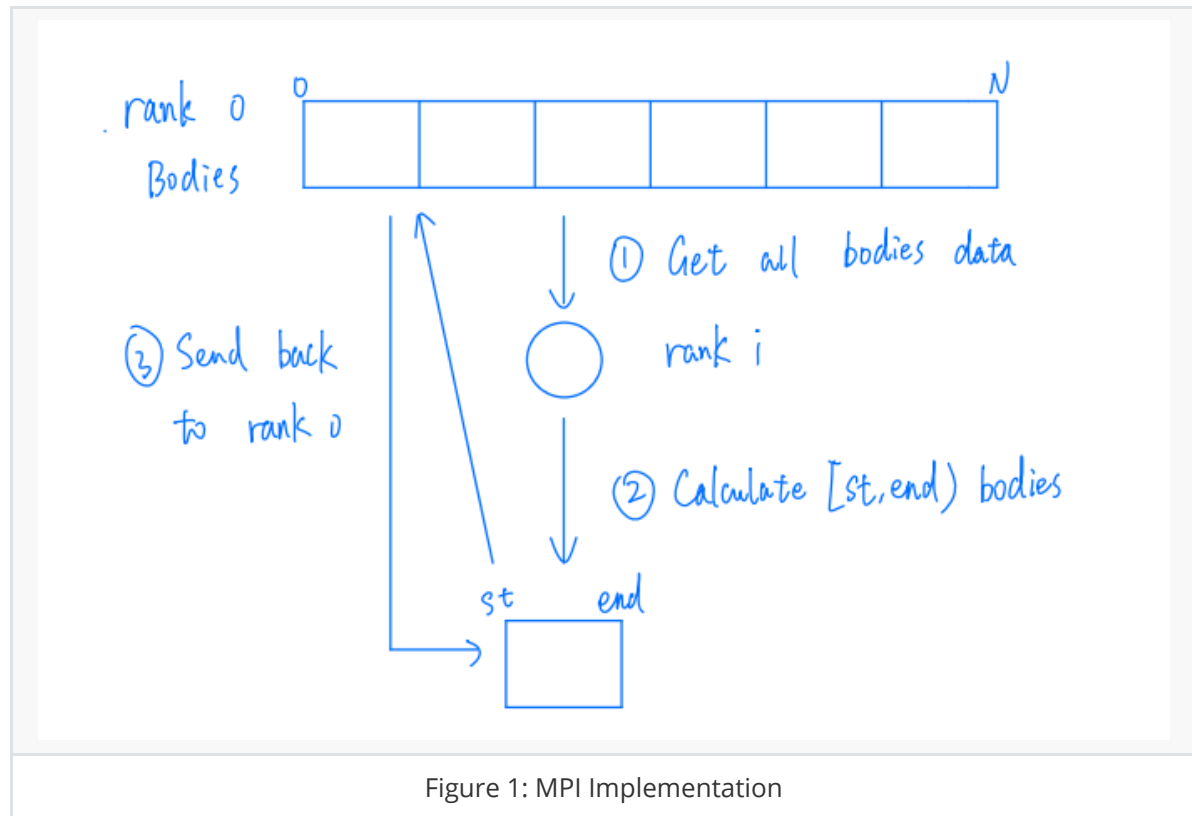 0
N
rank 0
Bodies
① Get all bodies data
rank i
③ Send back
to rank 0
② Calculate [st, end) bodies
st
end
Figure 1: MPI Implementation